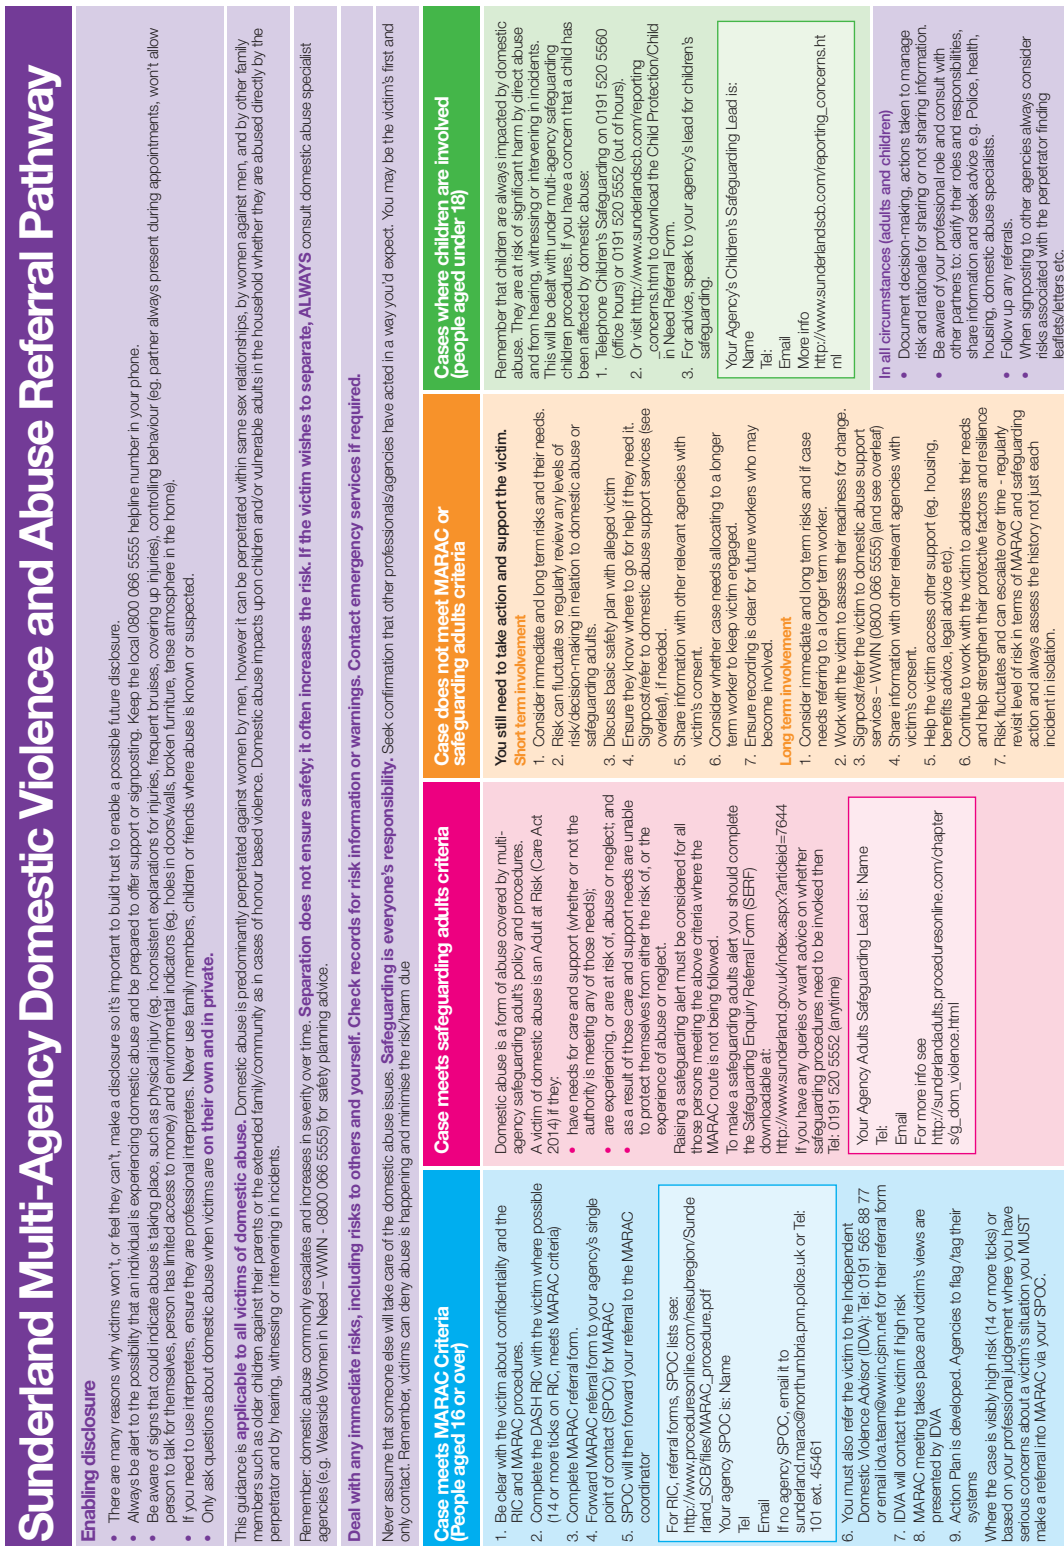 Sunderland Multi-Agency Domestic Violence and Abuse Referral Pathway
Enabling disclosure
• There are many reasons why victims won't, or feel they can't, make a disclosure so it's important to build trust to enable a possible future disclosure.
• Always be alert to the possibility that an individual is experiencing domestic abuse and be prepared to offer support or signposting. Keep the local 0800 066 5555 helpline number in your phone.
• Be aware of signs that could indicate abuse is taking place, such as physical injury (eg. inconsistent explanations for injuries, frequent bruises, covering up injuries), controlling behaviour (eg. partner always present during appointments, won't allow
person to talk for themselves, person has limited access to money) and environmental indicators (eg. holes in doors/walls, broken furniture, tense atmosphere in the home).
• If you need to use interpreters, ensure they are professional interpreters. Never use family members, children or friends where abuse is known or suspected.
• Only ask questions about domestic abuse when victims are on their own and in private.
This guidance is applicable to all victims of domestic abuse. Domestic abuse is predominantly perpetrated against women by men, however it can be perpetrated within same sex relationships, by women against men, and by other family
members such as older children against their parents or the extended family/community as in cases of honour based violence. Domestic abuse impacts upon children and/or vulnerable adults in the household whether they are abused directly by the
perpetrator and by hearing, witnessing or intervening in incidents.
Remember: domestic abuse commonly escalates and increases in severity over time. Separation does not ensure safety; it often increases the risk. If the victim wishes to separate, ALWAYS consult domestic abuse specialist
agencies (e.g. Wearside Women in Need – WWIN - 0800 066 5555) for safety planning advice.
Deal with any immediate risks, including risks to others and yourself. Check records for risk information or warnings. Contact emergency services if required.
Never assume that someone else will take care of the domestic abuse issues. Safeguarding is everyone's responsibility. Seek confirmation that other professionals/agencies have acted in a way you'd expect. You may be the victim's first and
only contact. Remember, victims can deny abuse is happening and minimise the risk/harm due
Case meets MARAC Criteria
(People aged 16 or over)
1. Be clear with the victim about confidentiality and the
RIC and MARAC procedures.
2. Complete the DASH RIC with the victim where possible
(14 or more ticks on RIC, meets MARAC criteria)
3. Complete MARAC referral form.
4. Forward MARAC referral form to your agency's single
point of contact (SPOC) for MARAC
5. SPOC will then forward your referral to the MARAC
coordinator
For RIC, referral forms, SPOC lists see:
http://www.proceduresonline.com/nesubregion/Sunde
rland_SCB/files/MARAC_procedure.pdf
Your agency SPOC is: Name
Tel
Email
If no agency SPOC, email it to
sunderland.marac@northumbria.pnn.police.uk or Tel:
101 ext. 45461
6. You must also refer the victim to the Independent
Domestic Violence Advisor (IDVA): Tel: 0191 565 88 77
or email idva.team@wwin.cjsm.net for their referral form
7. IDVA will contact the victim if high risk
8. MARAC meeting takes place and victim's views are
presented by IDVA
9. Action Plan is developed. Agencies to flag /tag their
systems
Where the case is visibly high risk (14 or more ticks) or
based on your professional judgement where you have
serious concerns about a victim's situation you MUST
make a referral into MARAC via your SPOC.
Case meets safeguarding adults criteria
Domestic abuse is a form of abuse covered by multi-
agency safeguarding adult's policy and procedures.
A victim of domestic abuse is an Adult at Risk (Care Act
2014) if they:
• have needs for care and support (whether or not the
authority is meeting any of those needs);
• are experiencing, or are at risk of, abuse or neglect; and
• as a result of those care and support needs are unable
to protect themselves from either the risk of, or the
experience of abuse or neglect.
Raising a safeguarding alert must be considered for all
those persons meeting the above criteria where the
MARAC route is not being followed.
To make a safeguarding adults alert you should complete
the Safeguarding Enquiry Referral Form (SERF)
downloadable at:
http://www.sunderland.gov.uk/index.aspx?articleid=7644
If you have any queries or want advice on whether
safeguarding procedures need to be invoked then
Tel: 0191 520 5552 (anytime)
Your Agency Adults Safeguarding Lead is: Name
Tel:
Email
For more info see
http://sunderlandadults.proceduresonline.com/chapter
s/g_dom_violence.html
Case does not meet MARAC or
safeguarding adults criteria
You still need to take action and support the victim.
Short term involvement
1. Consider immediate and long term risks and their needs.
2. Risk can fluctuate so regularly review any levels of
risk/decision-making in relation to domestic abuse or
safeguarding adults.
3. Discuss basic safety plan with alleged victim
4. Ensure they know where to go for help if they need it.
Signpost/refer to domestic abuse support services (see
overleaf), if needed.
5. Share information with other relevant agencies with
victim's consent.
6. Consider whether case needs allocating to a longer
term worker to keep victim engaged.
7. Ensure recording is clear for future workers who may
become involved.
Long term involvement
1. Consider immediate and long term risks and if case
needs referring to a longer term worker.
2. Work with the victim to assess their readiness for change.
3. Signpost/refer the victim to domestic abuse support
services – WWIN (0800 066 5555) (and see overleaf)
4. Share information with other relevant agencies with
victim's consent.
5. Help the victim access other support (eg, housing,
benefits advice, legal advice etc).
6. Continue to work with the victim to address their needs
and help strengthen their protective factors and resilience
7. Risk fluctuates and can escalate over time - regularly
revisit level of risk in terms of MARAC and safeguarding
action and always assess the history not just each
incident in isolation.
Cases where children are involved
(people aged under 18)
Remember that children are always impacted by domestic
abuse. They are at risk of significant harm by direct abuse
and from hearing, witnessing or intervening in incidents.
This will be dealt with under multi-agency safeguarding
children procedures. If you have a concern that a child has
been affected by domestic abuse:
1. Telephone Children's Safeguarding on 0191 520 5560
(office hours) or 0191 520 5552 (out of hours).
2. Or visit http://www.sunderlandscb.com/reporting
_concerns.html to download the Child Protection/Child
in Need Referral Form.
3. For advice, speak to your agency's lead for children's
safeguarding.
Your Agency's Children's Safeguarding Lead is:
Name
Tel:
Email
More info
http://www.sunderlandscb.com/reporting_concerns.ht
ml
In all circumstances (adults and children)
• Document decision-making, actions taken to manage
risk and rationale for sharing or not sharing information.
• Be aware of your professional role and consult with
other partners to: clarify their roles and responsibilities,
share information and seek advice e.g. Police, health,
housing, domestic abuse specialists.
• Follow up any referrals.
• When signposting to other agencies always consider
risks associated with the perpetrator finding
leaflets/letters etc.